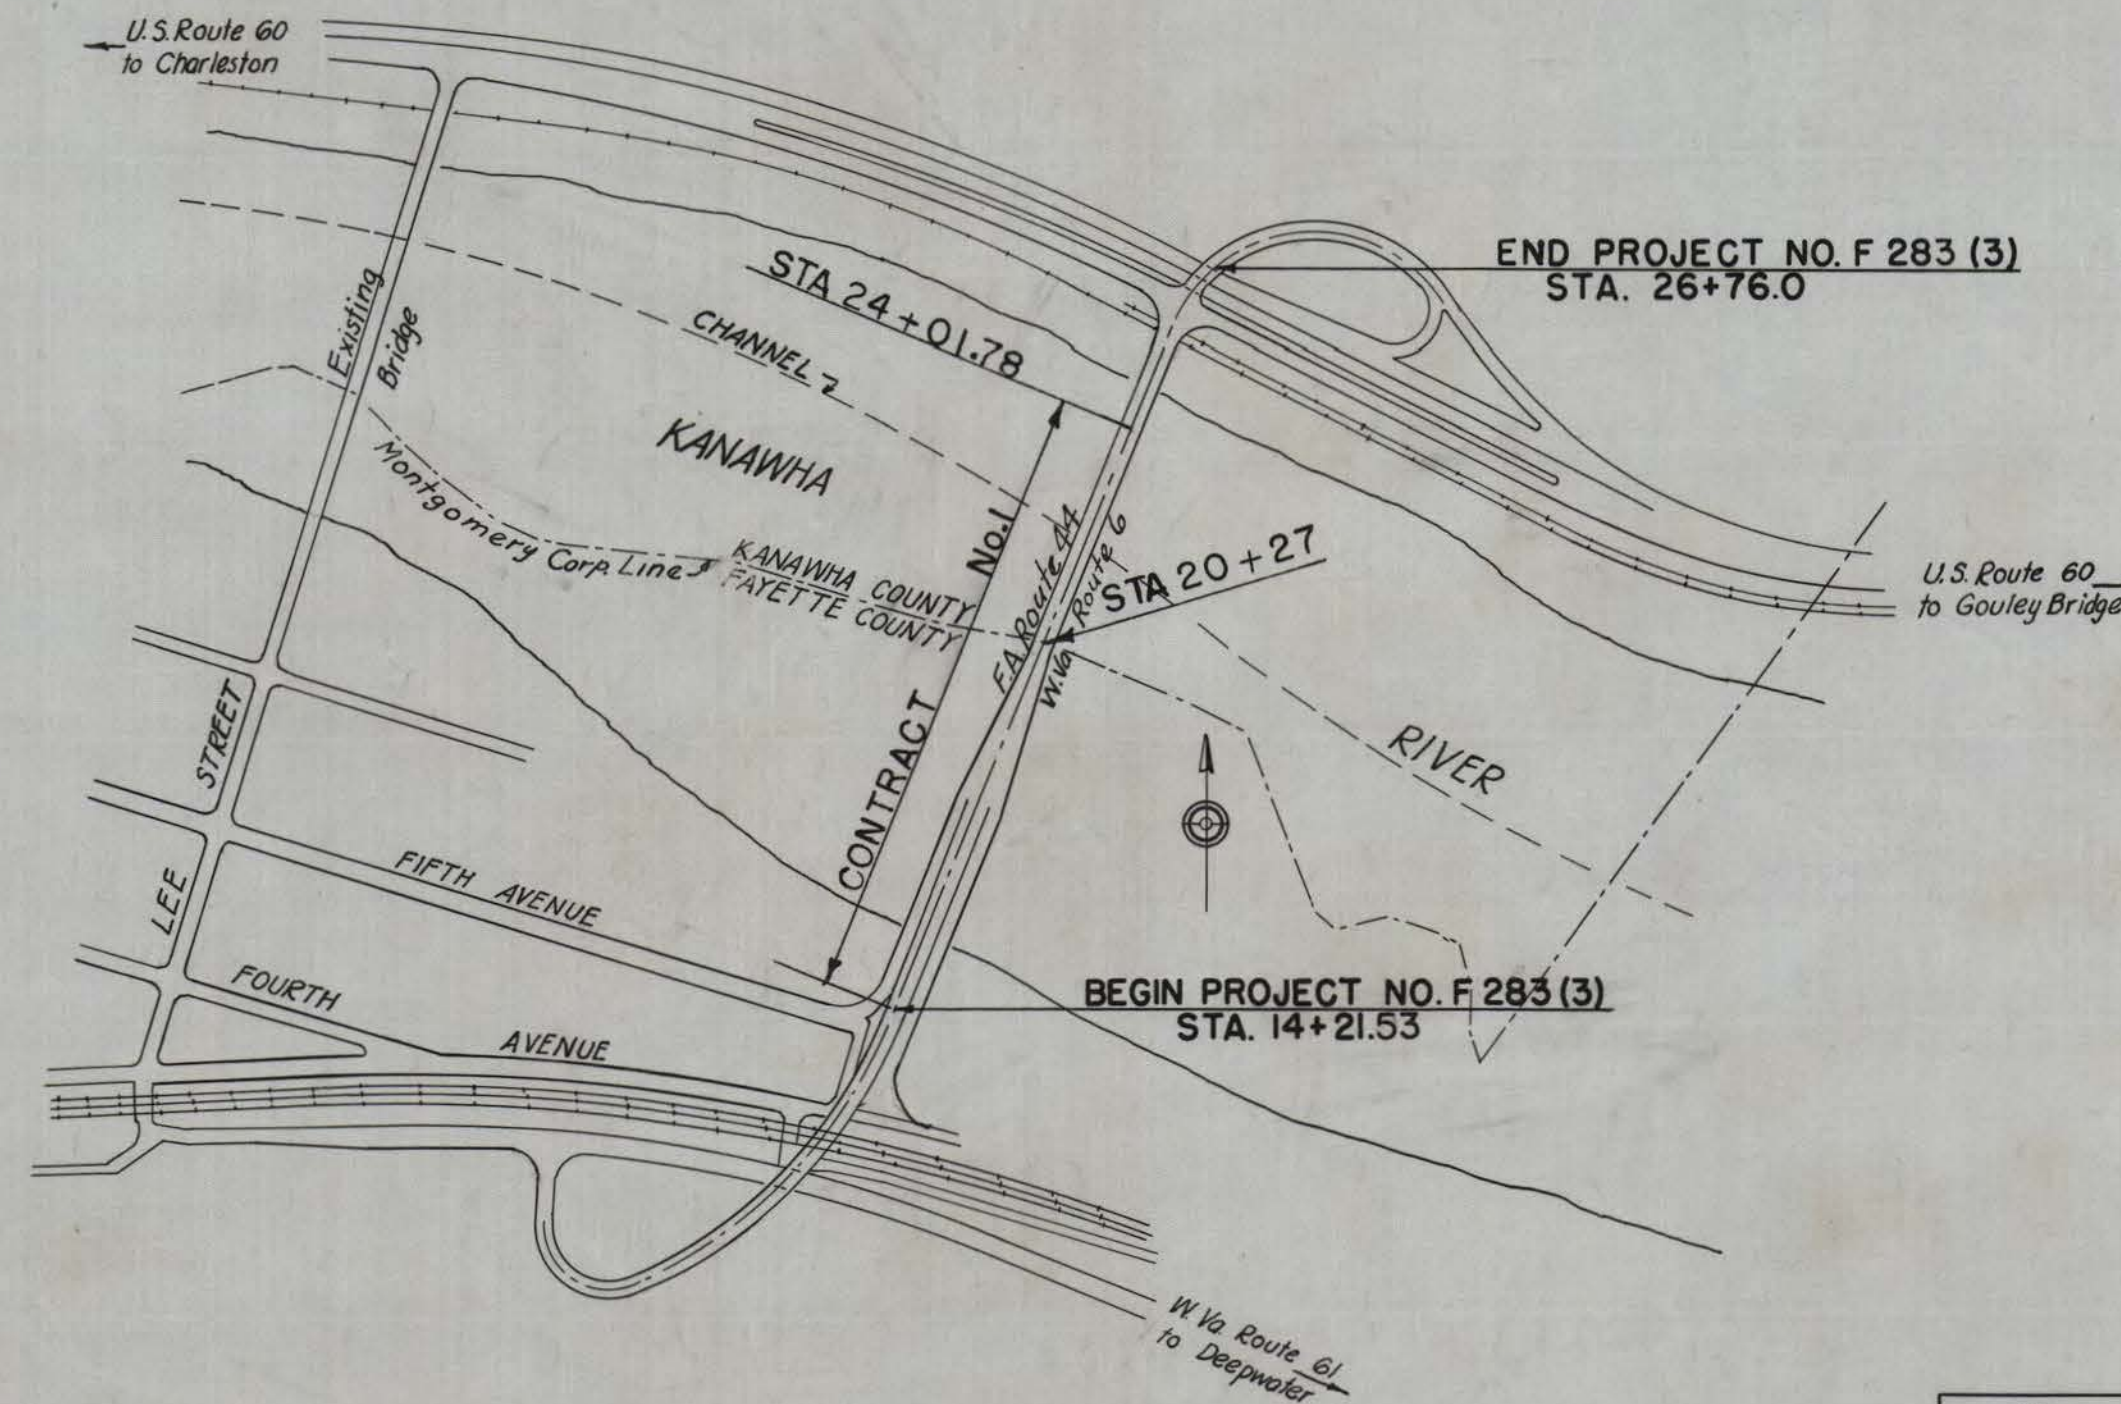 U.S. Route 60
to Charleston
END PROJECT NO. F 283 (3)
STA. 26+76.0
STA 24+01.78
CHANNEL
Existing
Bridge
KANAWHA
Montgomery Corp. Line
KANAWHA COUNTY
FAYETTE COUNTY
CONTRACT No.1
F.A. Route 44
W.Va. Route 6
STA 20+27
U.S. Route 60
to Gouley Bridge
RIVER
LEE STREET
FIFTH AVENUE
FOURTH AVENUE
BEGIN PROJECT NO. F 283 (3)
STA. 14+21.53
W. Va. Route 61
to Deepwater